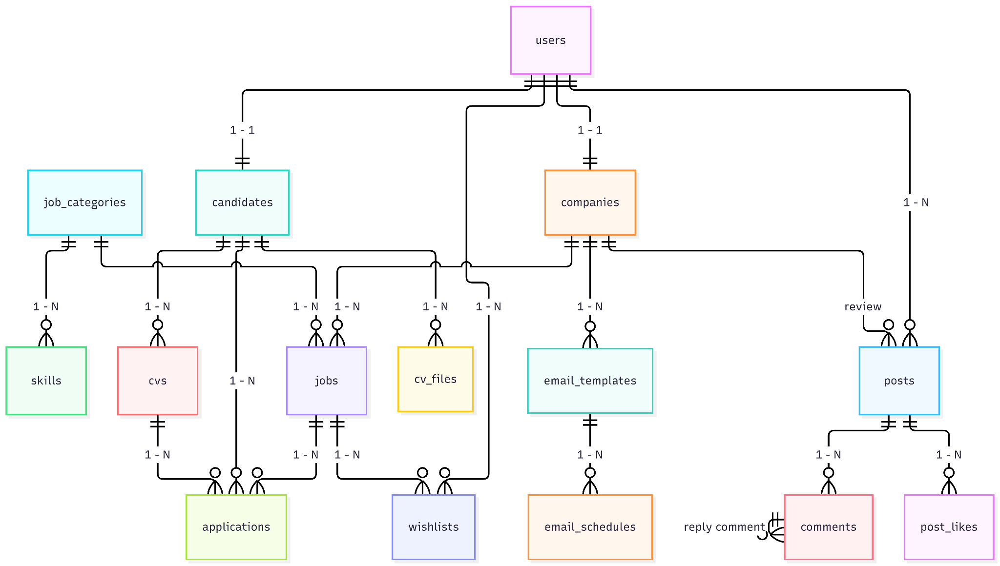 users
1 - 1
1 - 1
job_categories
candidates
companies
1 - N
1 - N
1 - N
1 - N
1 - N
1 - N
1 - N
1 - N
review
skills
cvs
1 - N
jobs
cv_files
email_templates
posts
1 - N
1 - N
1 - N
1 - N
1 - N
1 - N
applications
wishlists
email_schedules
reply comment
comments
post_likes